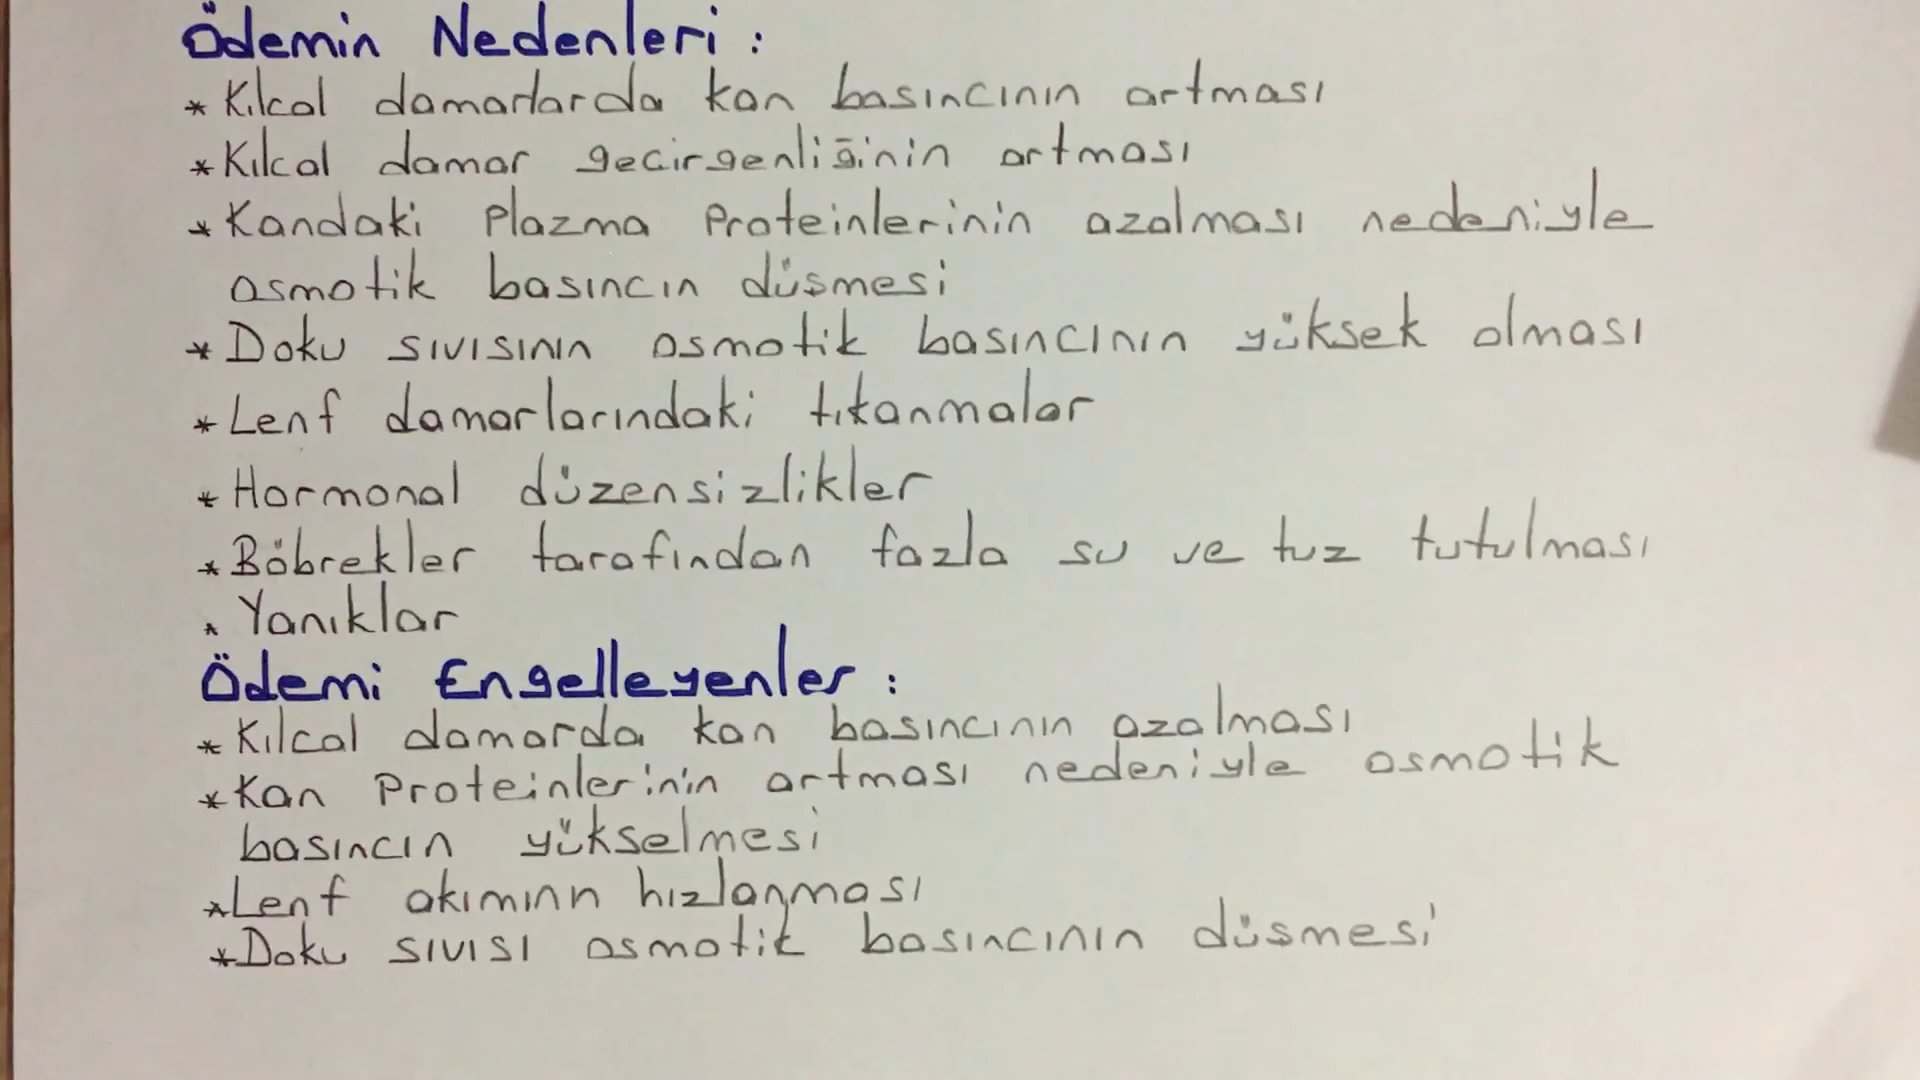 Ödemin Nedenleri :
* Kılcal damarlarda kan basıncının artması
* Kılcal damar gecirgenliğinin artması
* Kandaki Plazma Proteinlerinin azalması nedeniyle
osmotik basıncın düşmesi
* Doku sıvısının osmotik basıncının yüksek olması
* Lenf damarlarındaki tıkanmalar
* Hormonal düzensizlikler
* Böbrekler tarafından fazla su ve tuz tutulması
* Yanıklar
Ödemi Engelleyenler :
* Kılcal damarda kan basıncının azalması
* Kan Proteinlerinin artması nedeniyle osmotik
basıncın yükselmesi
* Lenf akımınn hızlanması
* Doku sıvısı osmotik basıncının düşmesi